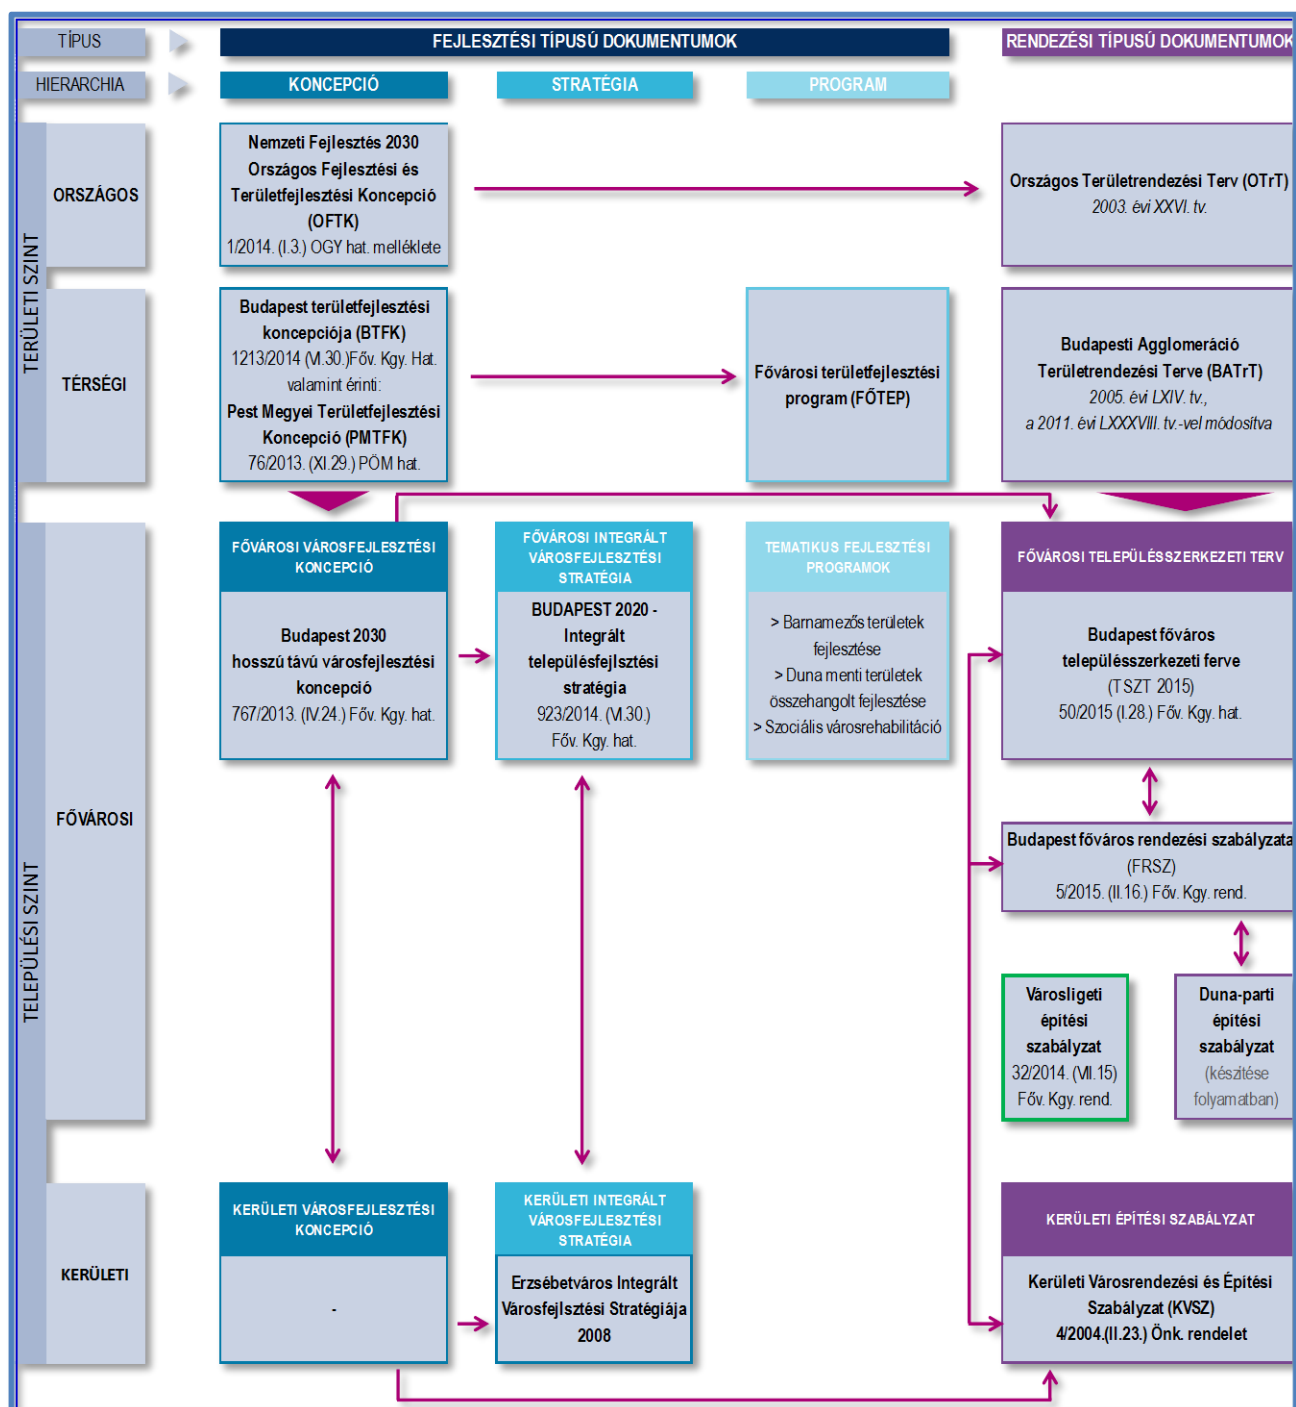 TÍPUS
FEJLESZTÉSI TÍPUSÚ DOKUMENTUMOK
RENDEZÉSI TÍPUSÚ DOKUMENTUMOK
HIERARCHIA
KONCEPCIÓ
STRATÉGIA
PROGRAM
TERÜLETI SZINT
ORSZÁGOS
Nemzeti Fejlesztés 2030
Országos Fejlesztési és
Területfejlesztési Koncepció
(OFTK)
1/2014. (I.3.) OGY hat. melléklete
Országos Területrendezési Terv (OTrT)
2003. évi XXVI. tv.
TÉRSÉGI
Budapest területfejlesztési
koncepciója (BTFK)
1213/2014 (VI.30.)Főv. Kgy. Hat.
valamint érinti:
Pest Megyei Területfejlesztési
Koncepció (PMTFK)
76/2013. (XI.29.) PÖM hat.
Fővárosi területfejlesztési
program (FŐTEP)
Budapesti Agglomeráció
Területrendezési Terve (BATrT)
2005. évi LXIV. tv.,
a 2011. évi LXXXVIII. tv.-vel módosítva
TELEPÜLÉSI SZINT
FŐVÁROSI
FŐVÁROSI VÁROSFEJLESZTÉSI
KONCEPCIÓ
Budapest 2030
hosszú távú városfejlesztési
koncepció
767/2013. (IV.24.) Főv. Kgy. hat.
FŐVÁROSI INTEGRÁLT
VÁROSFEJLESZTÉSI
STRATÉGIA
BUDAPEST 2020 -
Integrált
településfejlsztési
stratégia
923/2014. (VI.30.)
Főv. Kgy. hat.
TEMATIKUS FEJLESZTÉSI
PROGRAMOK
> Barnamezős területek
fejlesztése
> Duna menti területek
összehangolt fejlesztése
> Szociális városrehabilitáció
FŐVÁROSI TELEPÜLÉSSZERKEZETI TERV
Budapest főváros
településszerkezeti ferve
(TSZT 2015)
50/2015 (I.28.) Főv. Kgy. hat.
Budapest főváros rendezési szabályzata
(FRSZ)
5/2015. (II.16.) Főv. Kgy. rend.
Városligeti
építési
szabályzat
32/2014. (VII.15)
Főv. Kgy. rend.
Duna-parti
építési
szabályzat
(készítése
folyamatban)
KERÜLETI
KERÜLETI VÁROSFEJLESZTÉSI
KONCEPCIÓ
-
KERÜLETI INTEGRÁLT
VÁROSFEJLESZTÉSI
STRATÉGIA
Erzsébetváros Integrált
Városfejlsztési Stratégiája
2008
KERÜLETI ÉPÍTÉSI SZABÁLYZAT
Kerületi Városrendezési és Építési
Szabályzat (KVSZ)
4/2004.(II.23.) Önk. rendelet